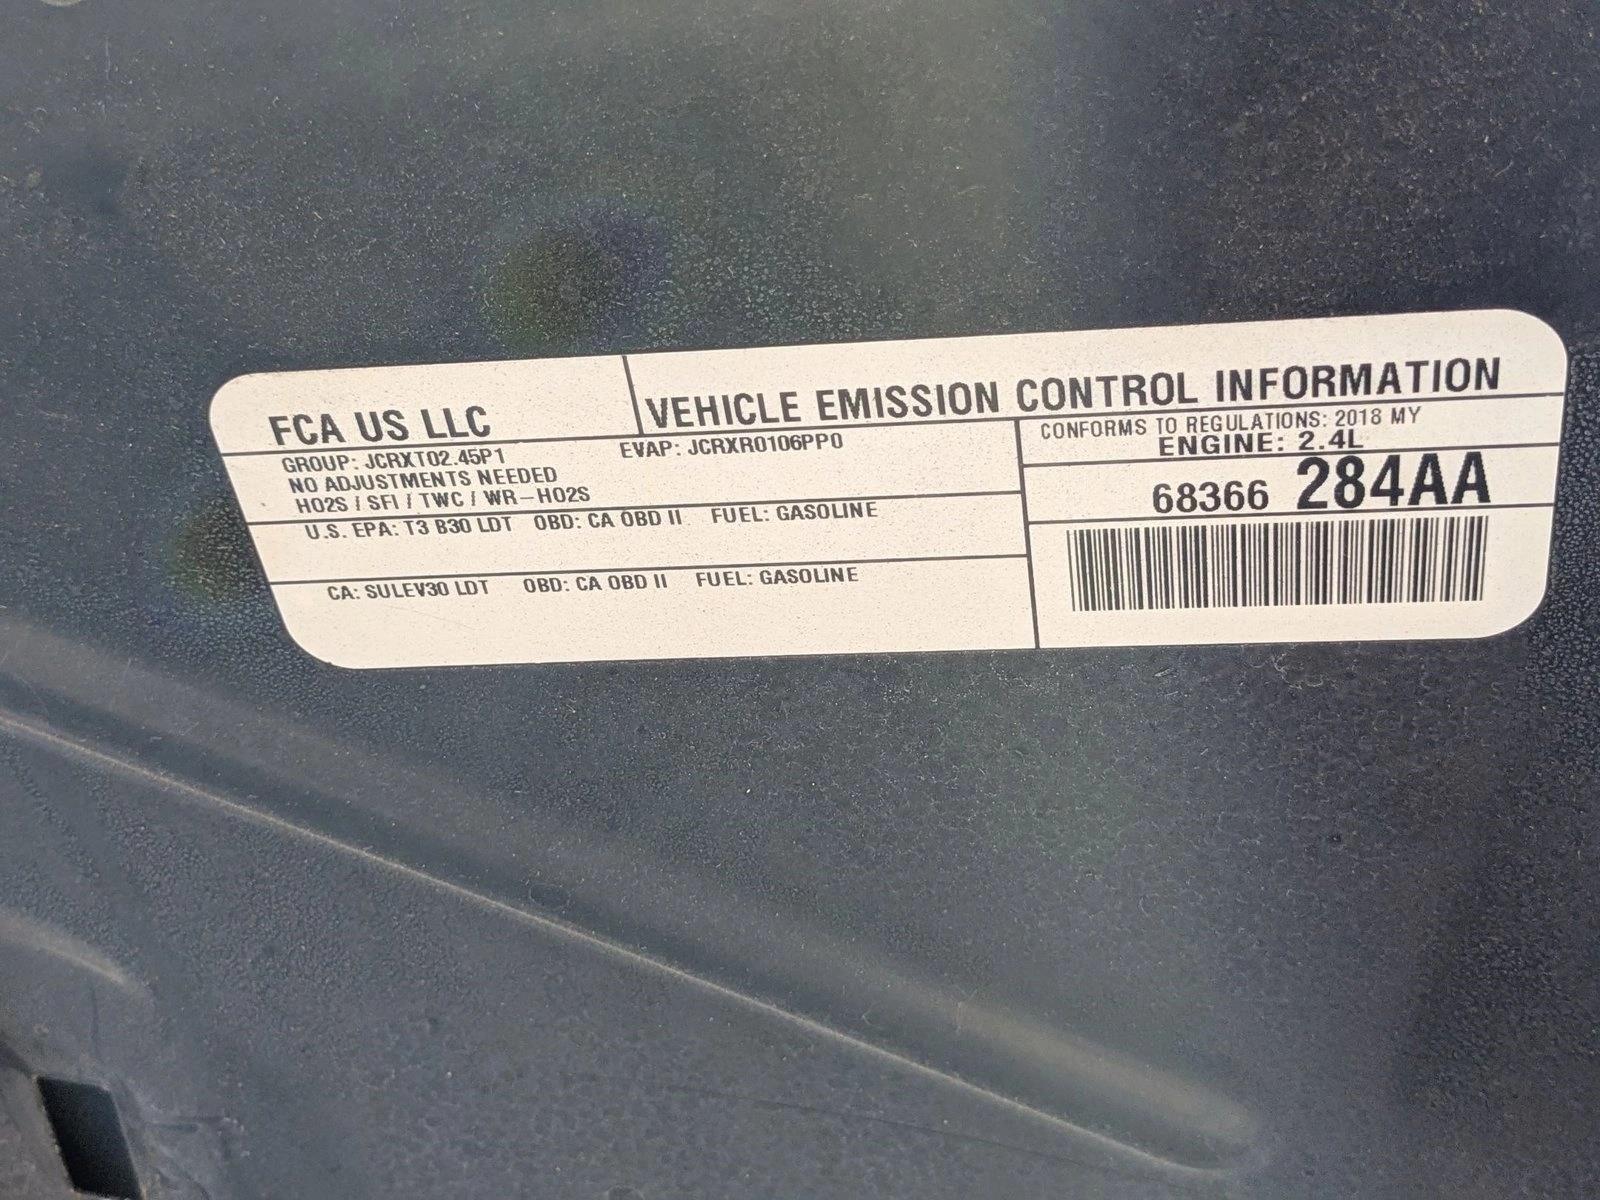 FCA US LLC
VEHICLE EMISSION CONTROL INFORMATION
GROUP: JCRXT02.45P1
EVAP: JCRXR0106PP0
NO ADJUSTMENTS NEEDED
HO2S / SFI / TWC / WR-HO2S
U.S. EPA: T3 B30 LDT OBD: CA OBD II FUEL: GASOLINE
CA: SULEV30 LDT OBD: CA OBD II FUEL: GASOLINE
CONFORMS TO REGULATIONS: 2018 MY
ENGINE: 2.4L
68366 284AA